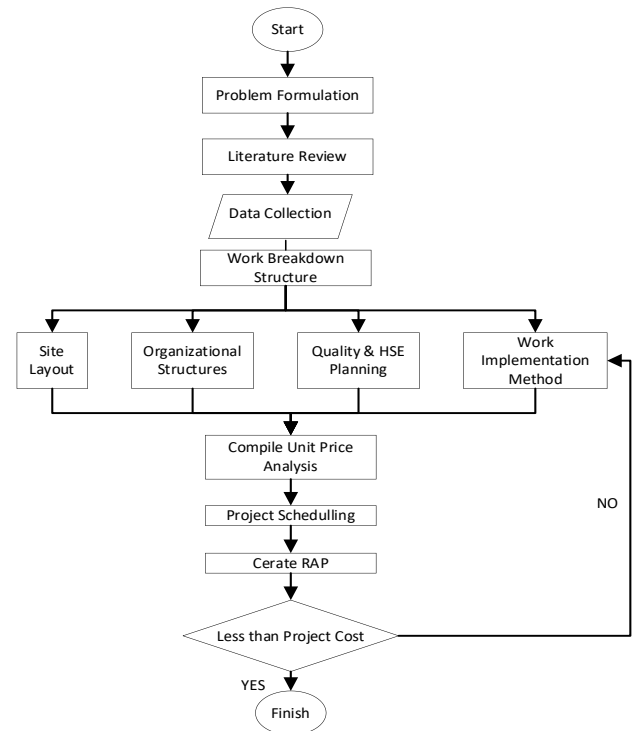 Start
Problem Formulation
Literature Review
Data Collection
Work Breakdown
Structure
Site
Layout
Organizational
Structures
Quality & HSE
Planning
Work
Implementation
Method
Compile Unit Price
Analysis
Project Schedulling
Cerate RAP
NO
Less than Project Cost
YES
Finish